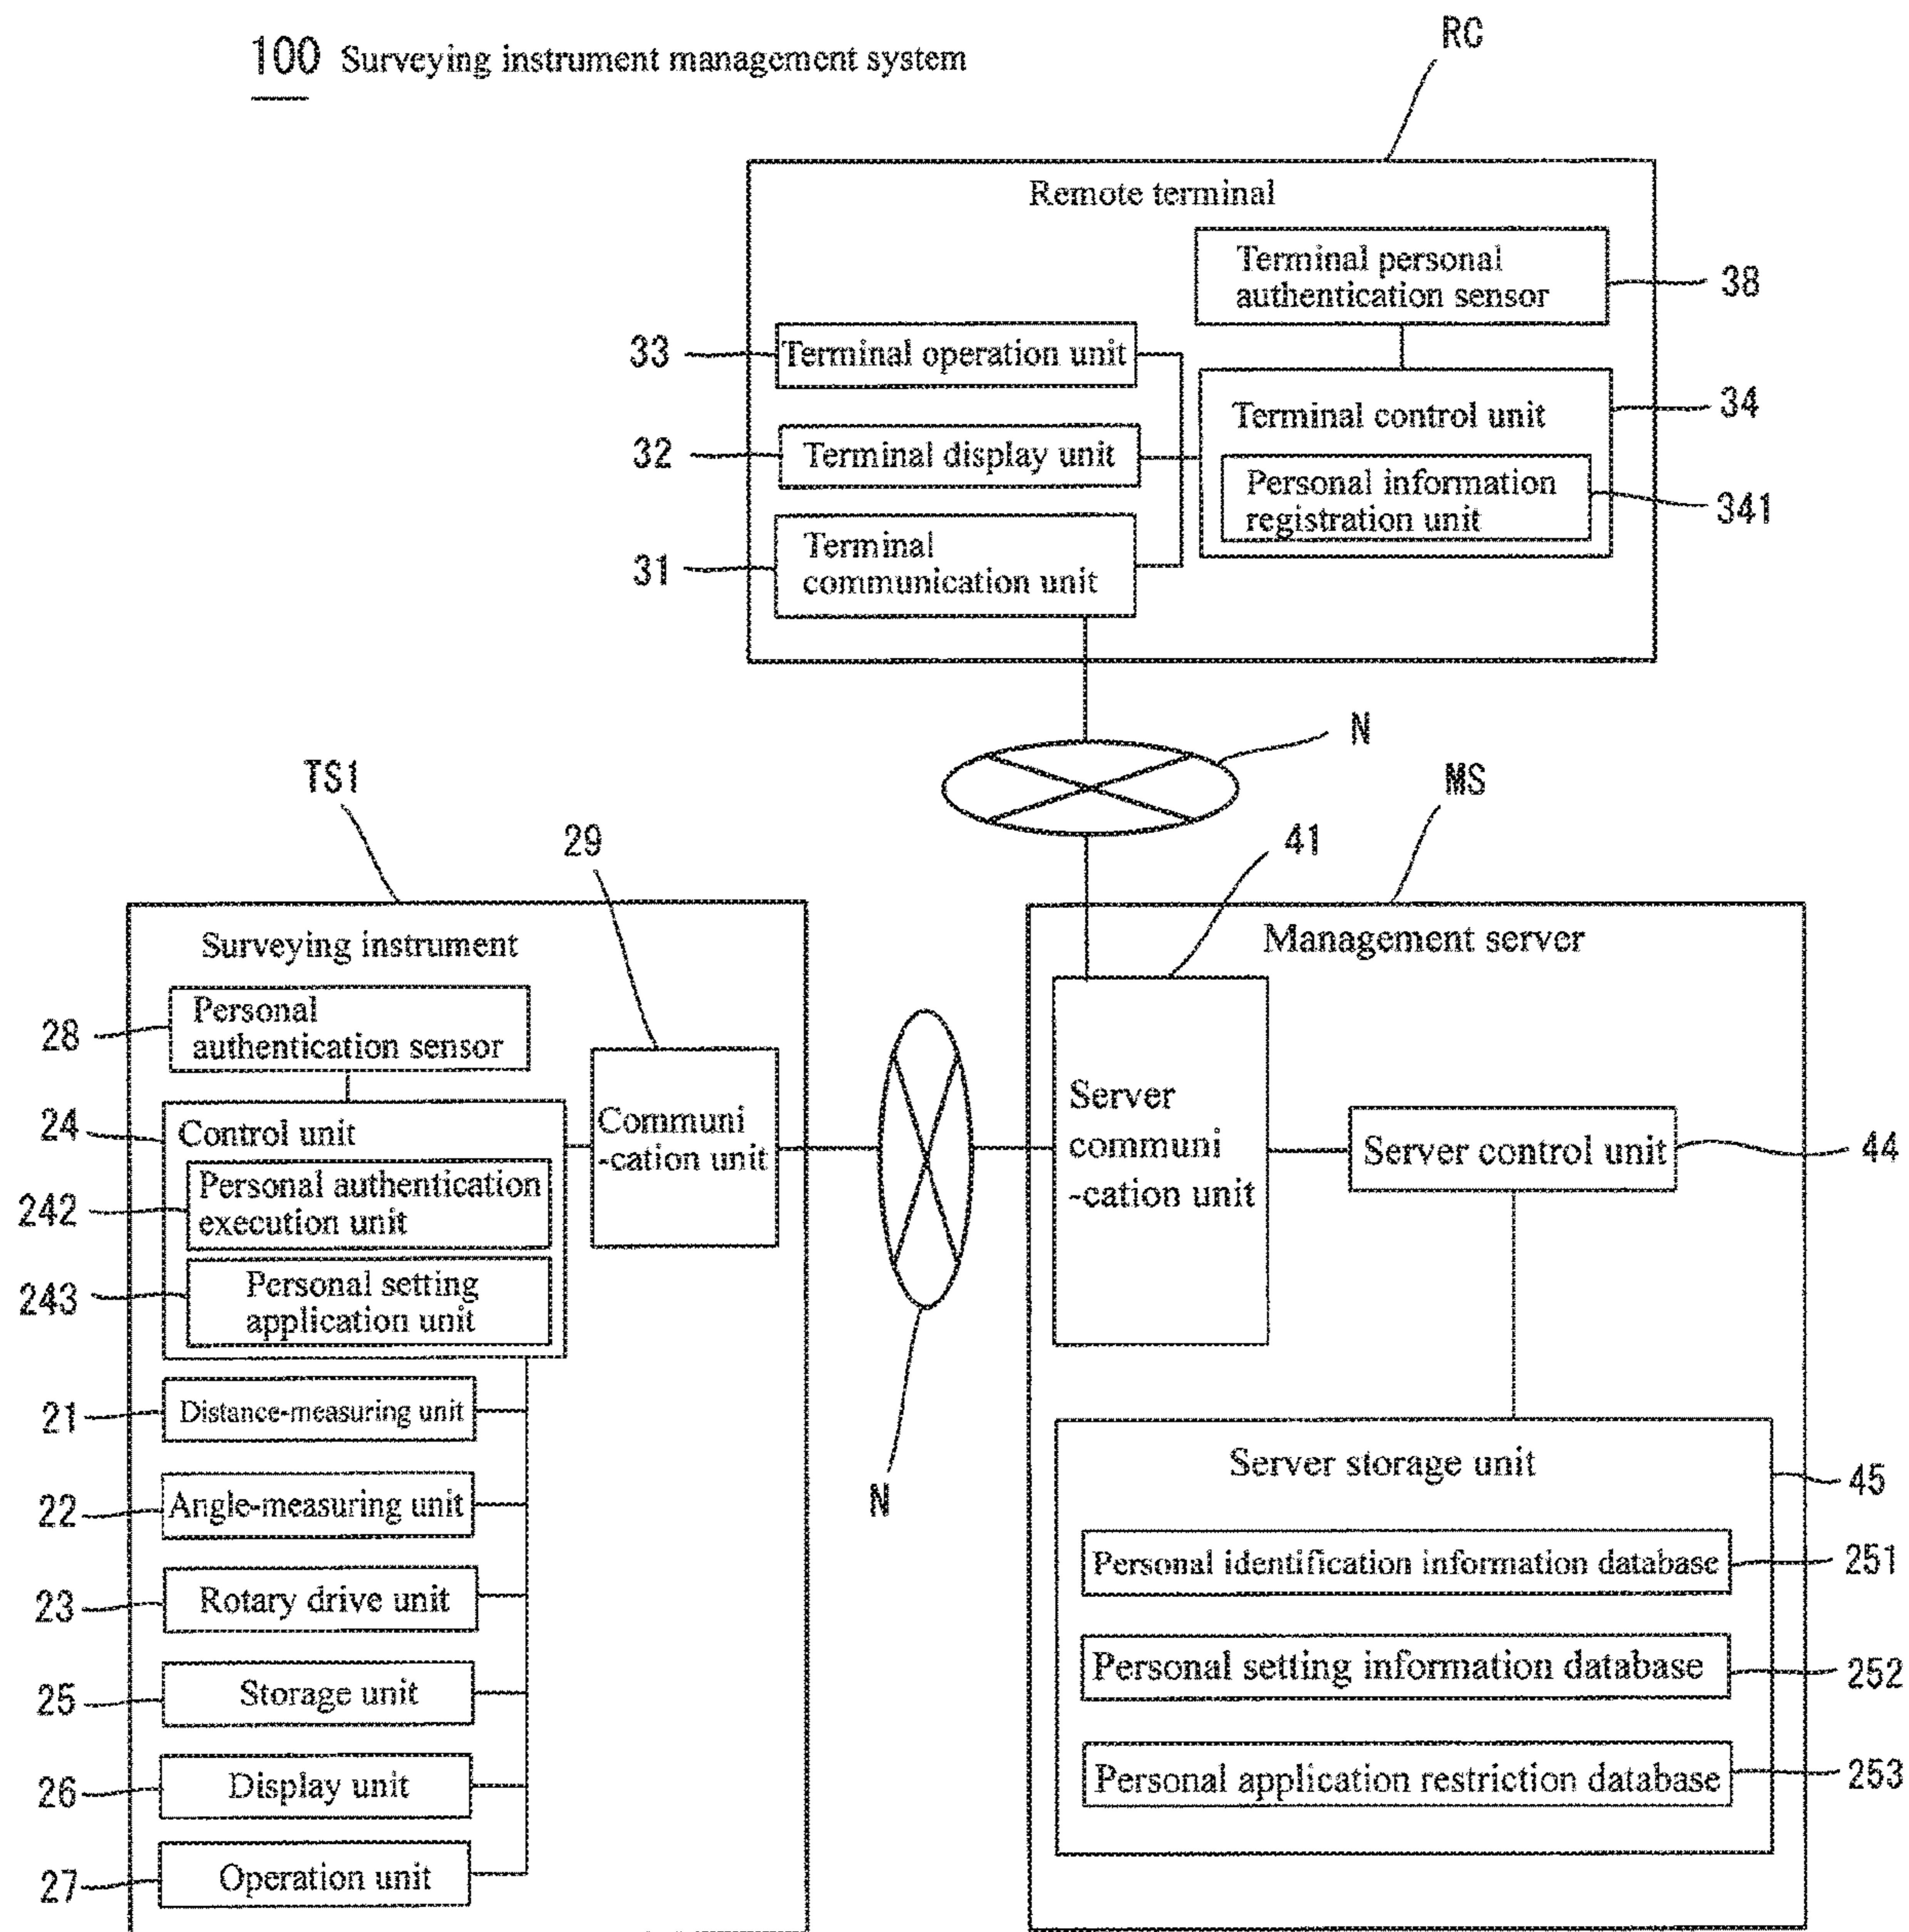 100 Surveying instrument management system
RC
Remote terminal
Terminal personal
authentication sensor
38
33
Terminal operation unit
Terminal control unit
34
32
Terminal display unit
Personal information
registration unit
341
31
Terminal
communication unit
N
TS1
29
Surveying instrument
28
Personal
authentication sensor
24
Control unit
242
Personal authentication
execution unit
243
Personal setting
application unit
Communi
-cation unit
21
Distance-measuring unit
22
Angle-measuring unit
23
Rotary drive unit
25
Storage unit
26
Display unit
27
Operation unit
N
MS
41
Management server
Server
communi
-cation unit
Server control unit
44
Server storage unit
45
Personal identification information database
251
Personal setting information database
252
Personal application restriction database
253